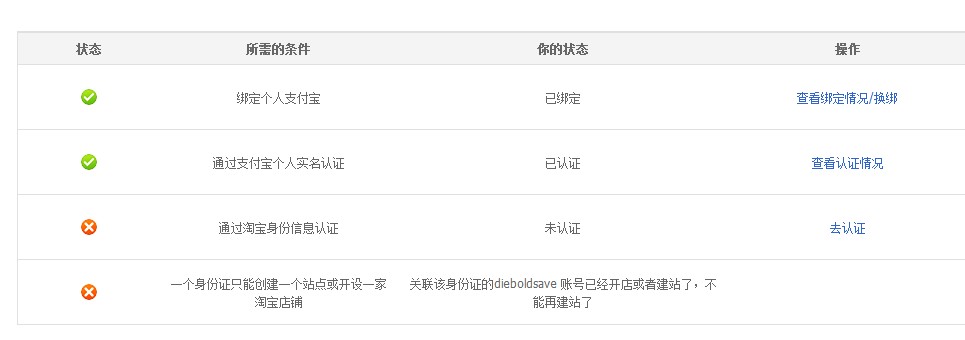 状态 所需的条件 你的状态 操作
绑定个人支付宝 已绑定 查看绑定情况/换绑
通过支付宝个人实名认证 已认证 查看认证情况
通过淘宝身份信息认证 未认证 去认证
一个身份证只能创建一个站点或开设一家
淘宝店铺
关联该身份证的dieboldsave 账号已经开店或者建站了，不
能再建站了